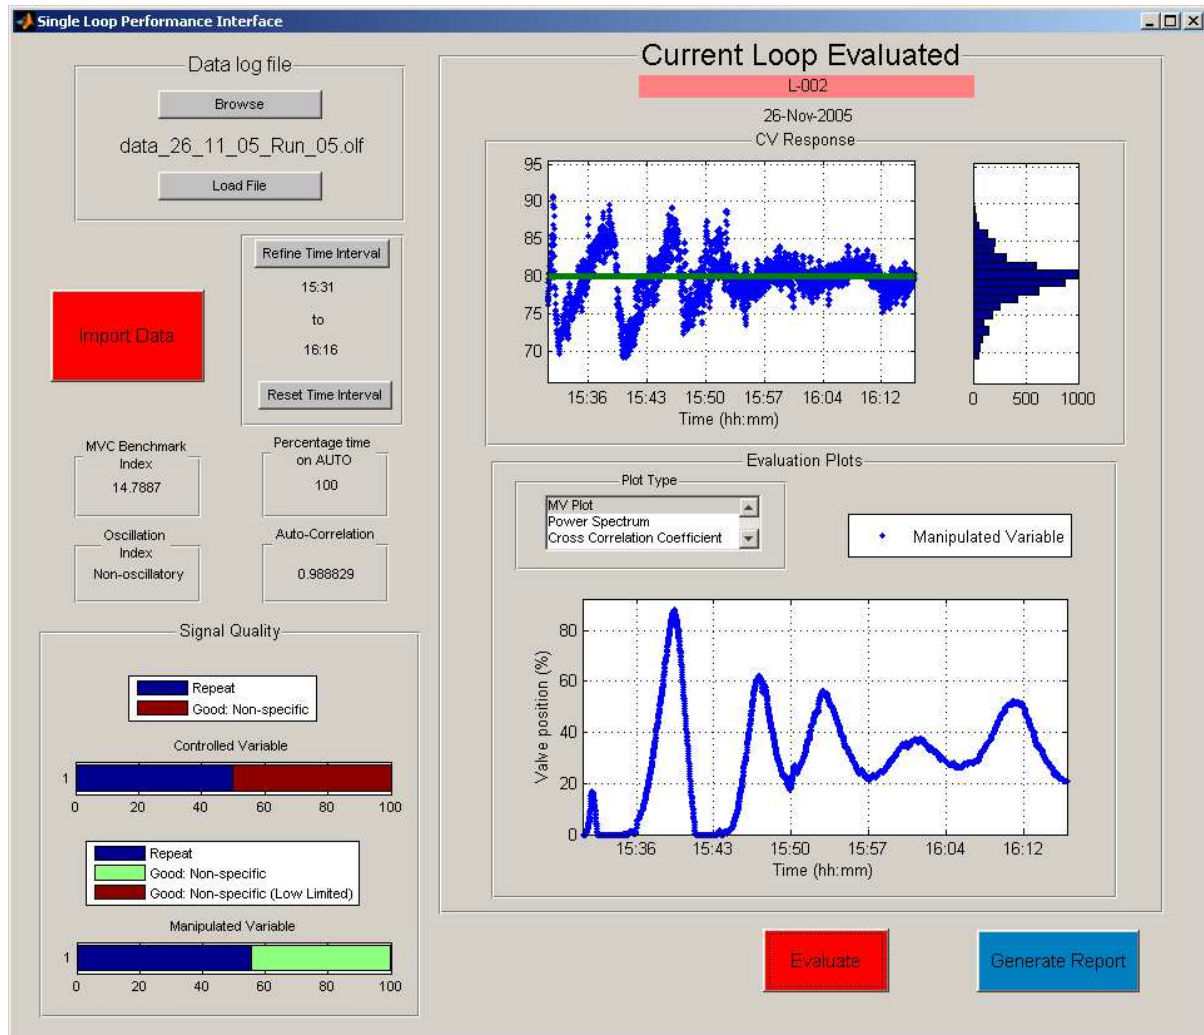 Single Loop Performance Interface
Data log file
Browse
data_26_11_05_Run_05.olf
Load File
Refine Time Interval
15:31
to
16:16
Reset Time Interval
Import Data
MVC Benchmark
Index
14.7887
Percentage time
on AUTO
100
Oscillation
Index
Non-oscillatory
Auto-Correlation
0.988829
Signal Quality
Repeat
Good: Non-specific
Controlled Variable
1
0 20 40 60 80 100
Repeat
Good: Non-specific
Good: Non-specific (Low Limited)
Manipulated Variable
1
0 20 40 60 80 100
Current Loop Evaluated
L-002
26-Nov-2005
CV Response
95
90
85
80
75
70
15:36 15:43 15:50 15:57 16:04 16:12
Time (hh:mm)
0 500 1000
Evaluation Plots
Plot Type
MV Plot
Power Spectrum
Cross Correlation Coefficient
Manipulated Variable
Valve position (%)
80
60
40
20
0
15:36 15:43 15:50 15:57 16:04 16:12
Time (hh:mm)
Evaluate
Generate Report